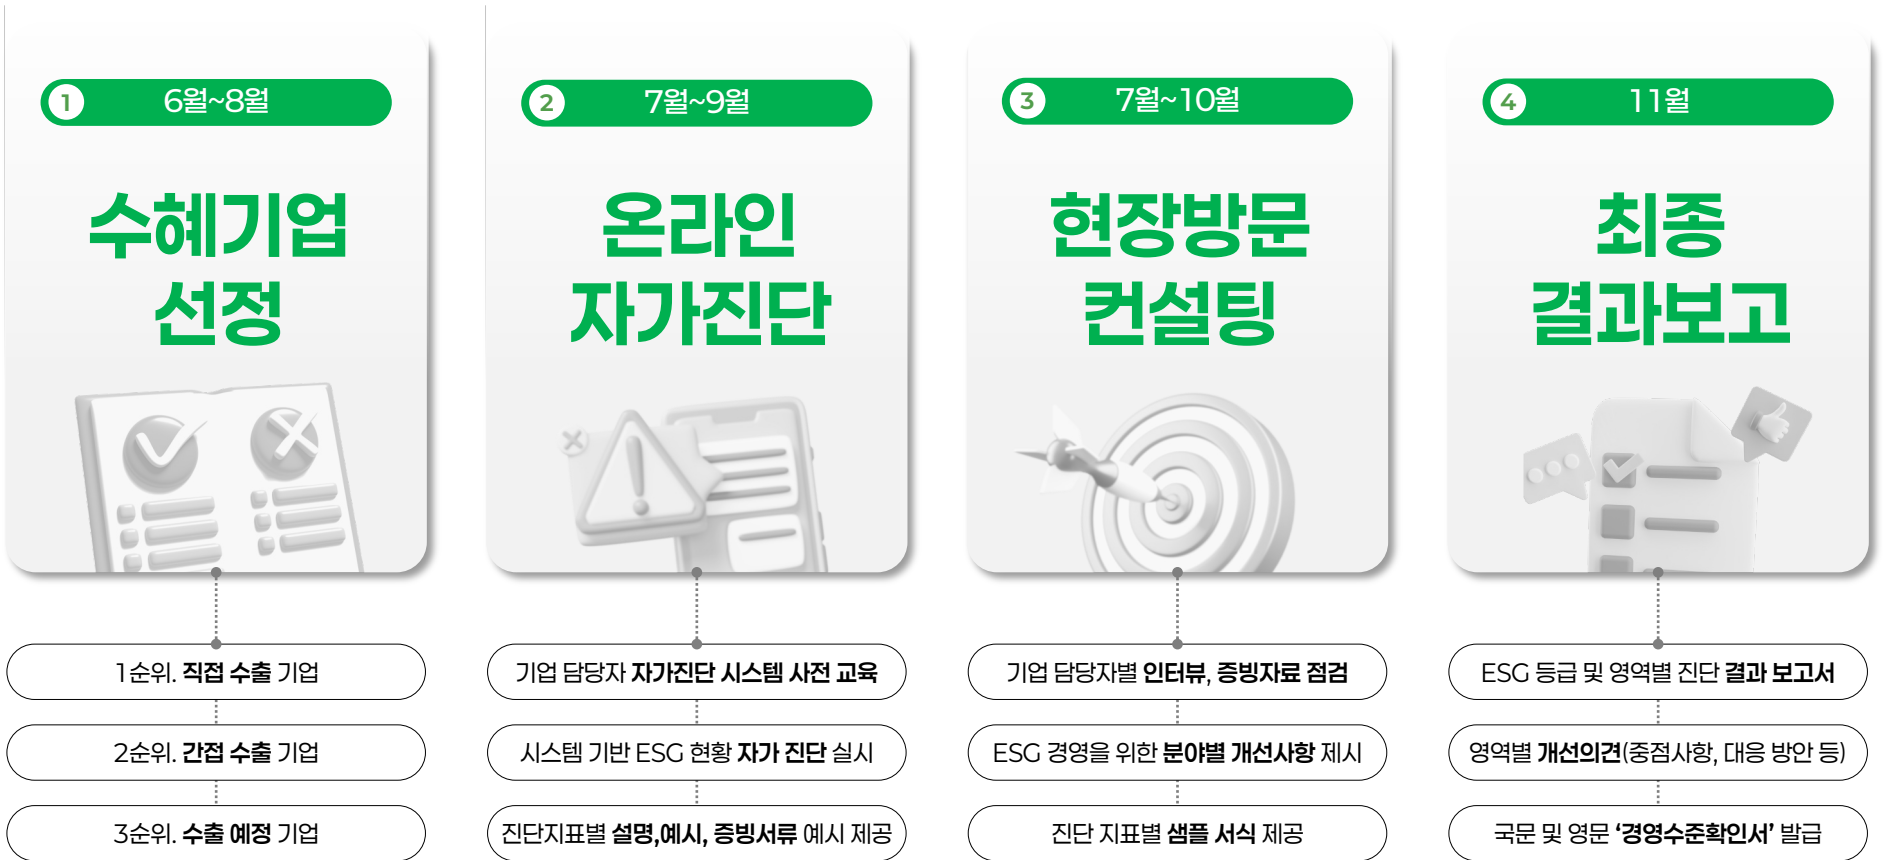 1
6월~8월
수혜기업
선정
1순위. 직접 수출 기업
2순위. 간접 수출 기업
3순위. 수출 예정 기업
2
7월~9월
온라인
자가진단
기업 담당자 자가진단 시스템 사전 교육
시스템 기반 ESG 현황 자가 진단 실시
진단지표별 설명,예시, 증빙서류 예시 제공
3
7월~10월
현장방문
컨설팅
기업 담당자별 인터뷰, 증빙자료 점검
ESG 경영을 위한 분야별 개선사항 제시
진단 지표별 샘플 서식 제공
4
11월
최종
결과보고
ESG 등급 및 영역별 진단 결과 보고서
영역별 개선의견(중점사항, 대응 방안 등)
국문 및 영문 ‘경영수준확인서’ 발급